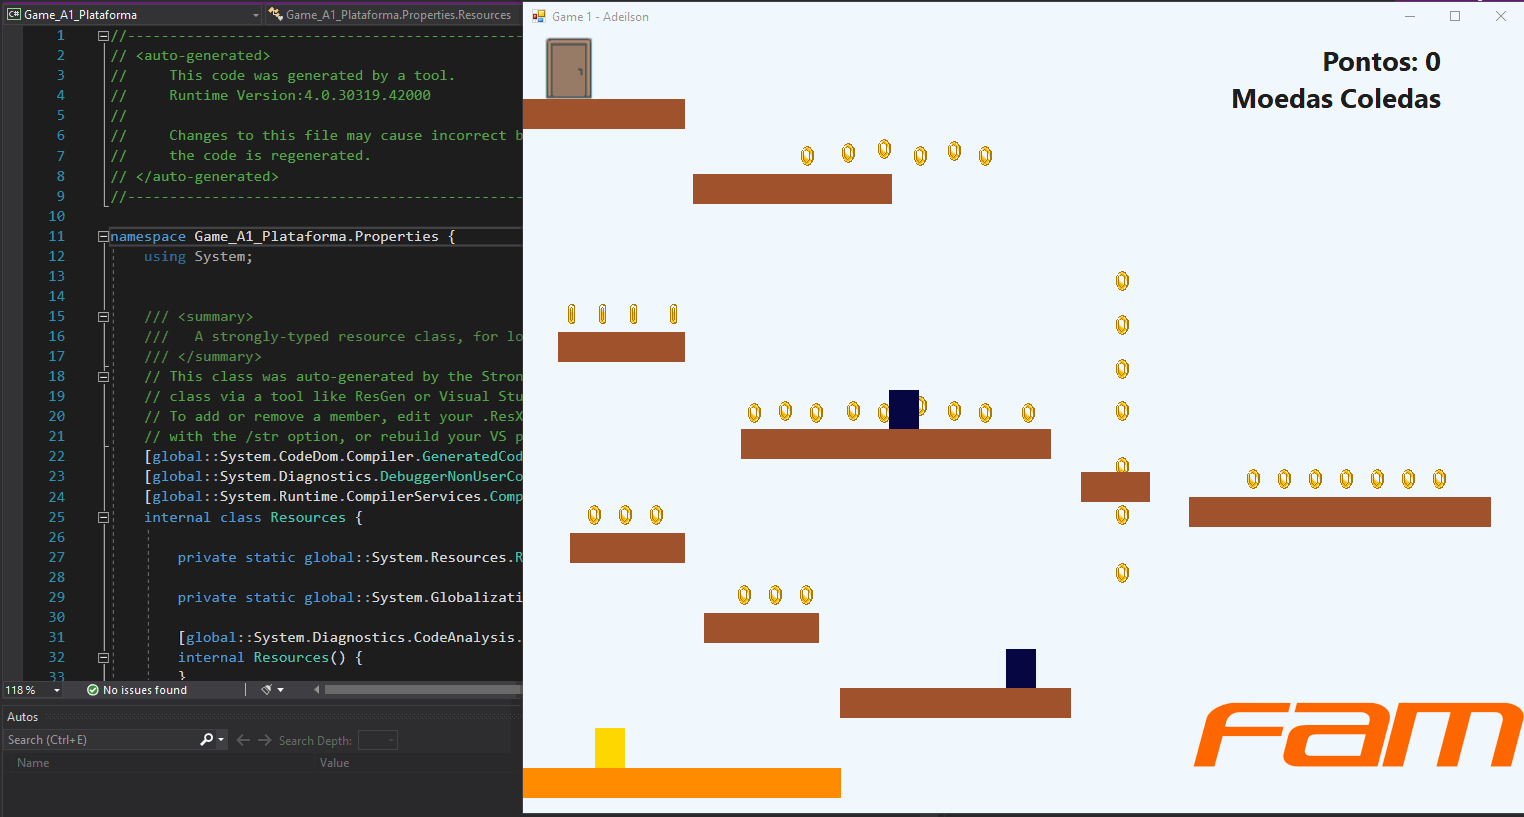 Game_A1_Plataforma
Game_A1_Plataforma.Properties.Resources
1 //
2 // <auto-generated>
3 //     This code was generated by a tool.
4 //     Runtime Version:4.0.30319.42000
5 //
6 //     Changes to this file may cause incorrect b
7 //     the code is regenerated.
8 // </auto-generated>
9 //
10
11 namespace Game_A1_Plataforma.Properties {
12     using System;
13
14
15     /// <summary>
16     ///   A strongly-typed resource class, for lo
17     /// </summary>
18     // This class was auto-generated by the Stron
19     // class via a tool like ResGen or Visual Stu
20     // To add or remove a member, edit your .ResX
21     // with the /str option, or rebuild your VS p
22     [global::System.CodeDom.Compiler.GeneratedCod
23     [global::System.Diagnostics.DebuggerNonUserCo
24     [global::System.Runtime.CompilerServices.Comp
25     internal class Resources {
26
27         private static global::System.Resources.R
28
29         private static global::System.Globalizati
30
31         [global::System.Diagnostics.CodeAnalysis.
32         internal Resources() {
33         }
118 %
No issues found
Autos
Search (Ctrl+E)
Search Depth:
Name Value
Game 1 - Adeilson
Pontos: 0
Moedas Coledas
FAM